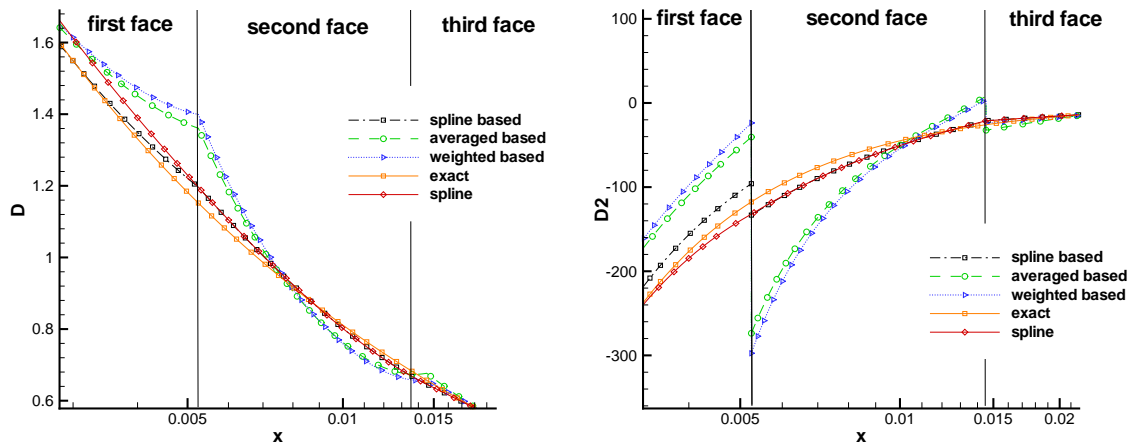 first face
second face
third face
1.6
1.4
1.2
1
0.8
0.6
D
spline based
averaged based
weighted based
exact
spline
0.005
0.01
0.015
x
first face
second face
third face
100
0
-100
-200
-300
D2
spline based
averaged based
weighted based
exact
spline
0.005
0.01
0.015
0.02
x